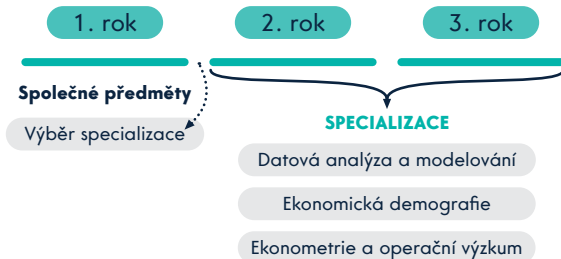 1. rok
2. rok
3. rok
Společné předměty
Výběr specializace
SPECIALIZACE
Datová analýza a modelování
Ekonomická demografie
Ekonometrie a operační výzkum